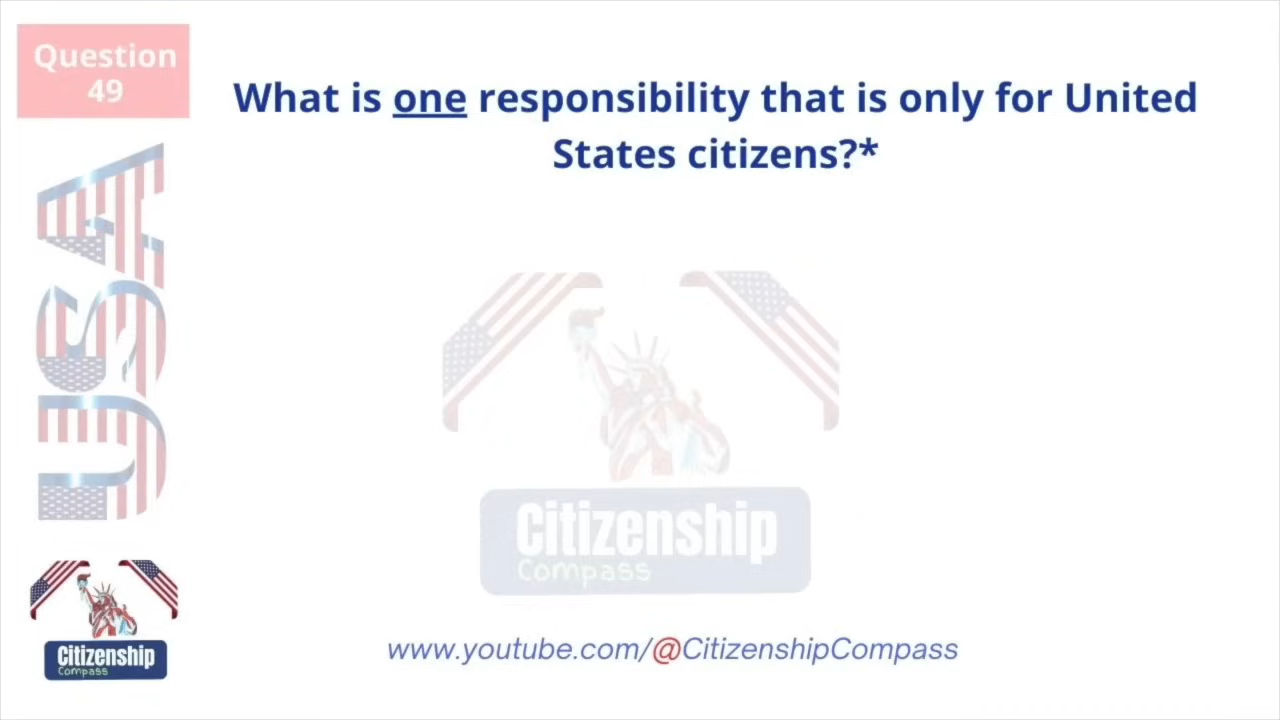 Question
49
What is one responsibility that is only for United
States citizens?*
USA
Citizenship
Compass
Citizenship
Compass
www.youtube.com/@CitizenshipCompass